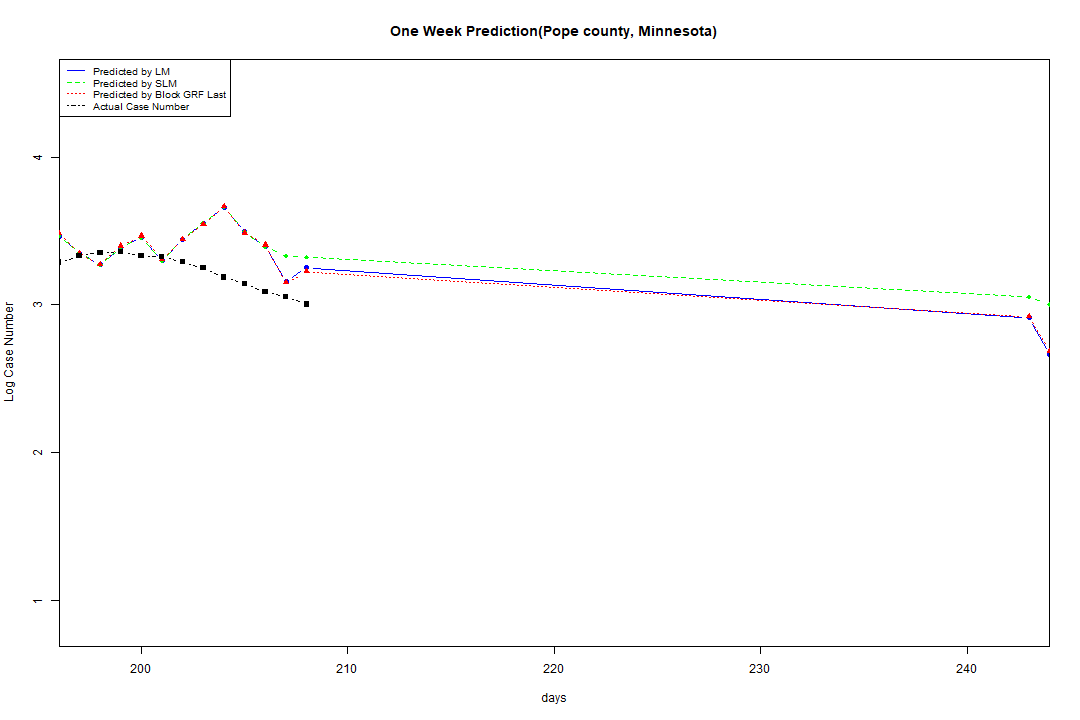 One Week Prediction(Pope county, Minnesota)
Predicted by LM
Predicted by SLM
Predicted by Block GRF Last
Actual Case Number
4
3
2
1
Log Case Number
200 210 220 230 240
days